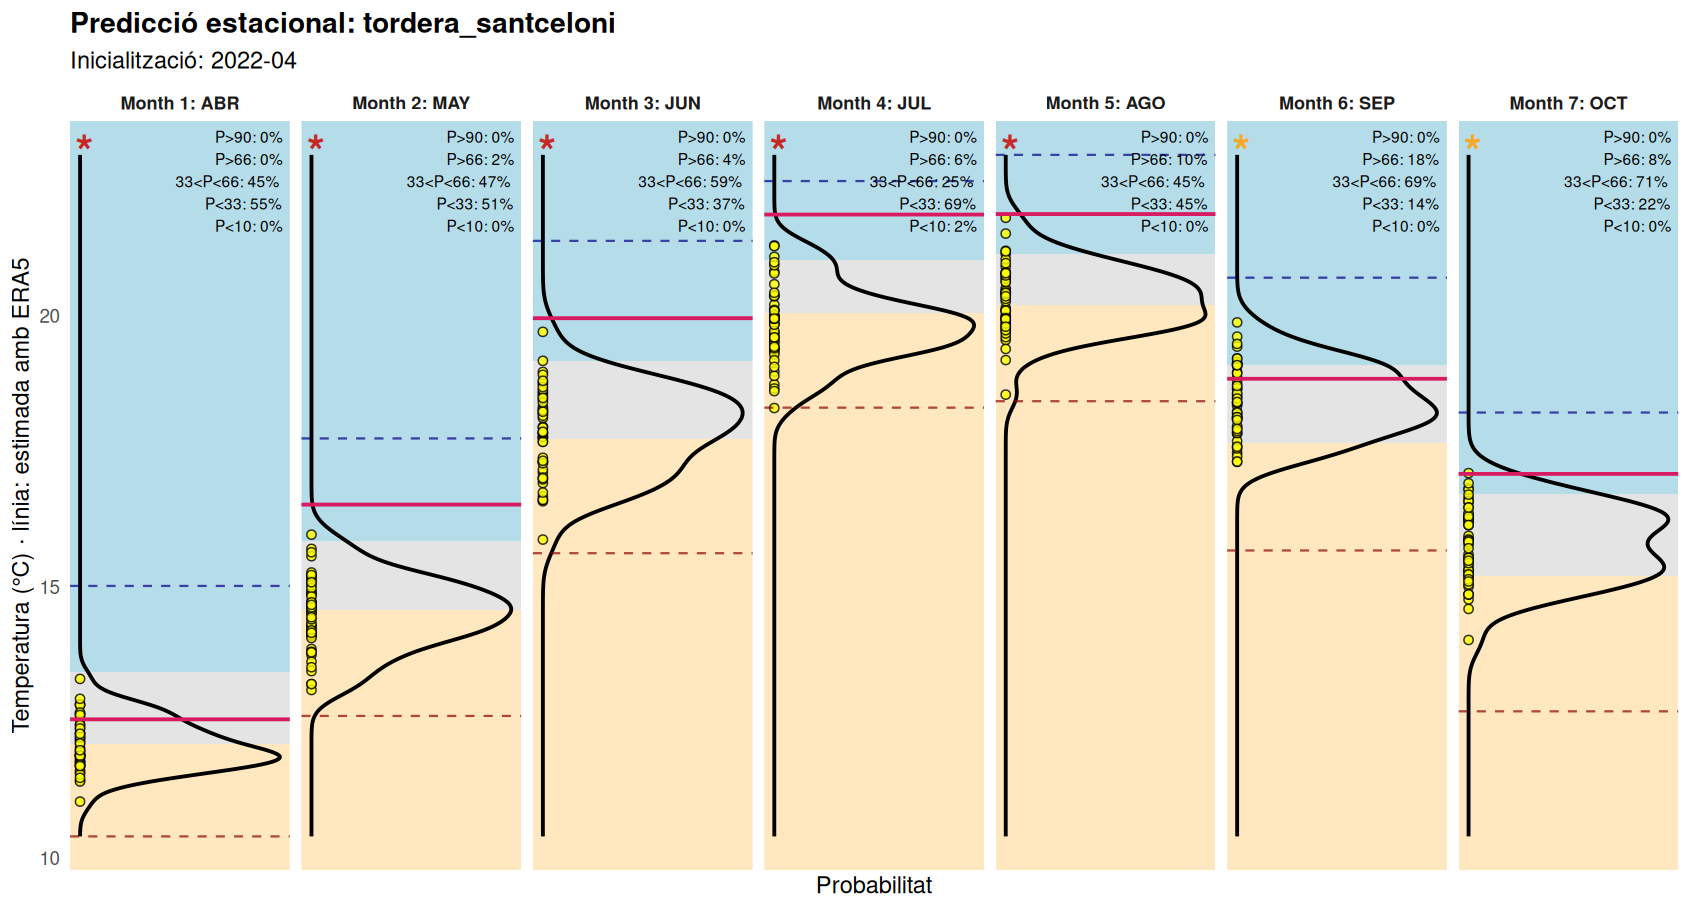 Predicció estacional: tordera_santceloni
Inicialització: 2022-04
Month 1: ABR
Month 2: MAY
Month 3: JUN
Month 4: JUL
Month 5: AGO
Month 6: SEP
Month 7: OCT
*
P>90: 0%
P>66: 0%
33<P<66: 45%
P<33: 55%
P<10: 0%
*
P>90: 0%
P>66: 2%
33<P<66: 47%
P<33: 51%
P<10: 0%
*
P>90: 0%
P>66: 4%
33<P<66: 59%
P<33: 37%
P<10: 0%
*
P>90: 0%
P>66: 6%
33<P<66: 25%
P<33: 69%
P<10: 2%
*
P>90: 0%
P>66: 10%
33<P<66: 45%
P<33: 45%
P<10: 0%
*
P>90: 0%
P>66: 18%
33<P<66: 69%
P<33: 14%
P<10: 0%
*
P>90: 0%
P>66: 8%
33<P<66: 71%
P<33: 22%
P<10: 0%
Temperatura (°C) · línia: estimada amb ERA5
20
15
10
Probabilitat